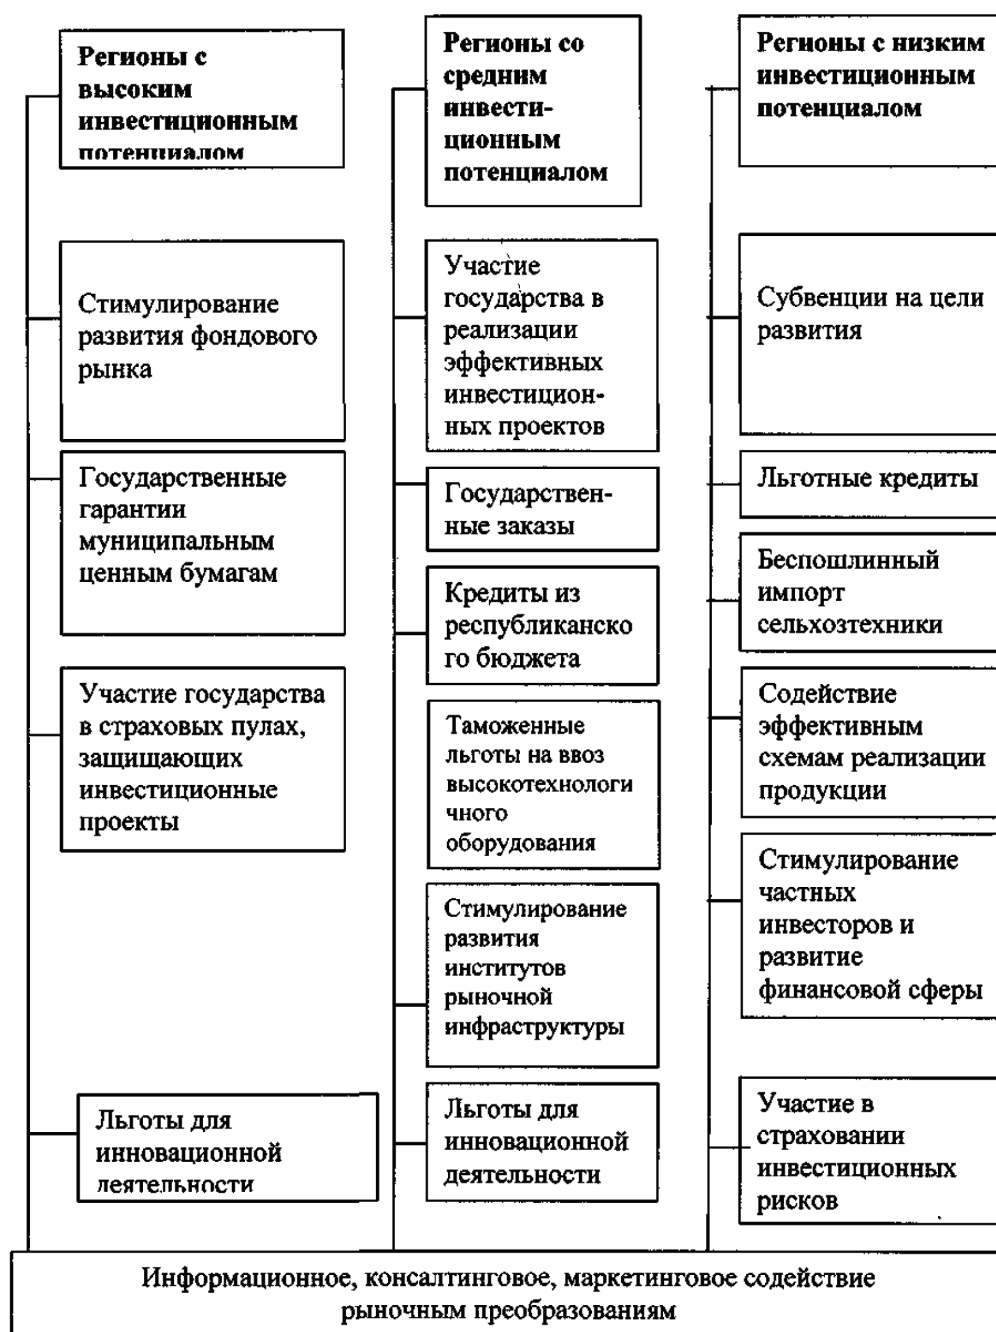 Регионы с
высоким
инвестиционным
потенциалом
Стимулирование
развития фондового
рынка
Государственные
гарантии
муниципальным
ценным бумагам
Участие государства
в страховых пулах,
защищающих
инвестиционные
проекты
Льготы для
инновационной
деятельности
Регионы со
средним
инвести-
ционным
потенциалом
Участие
государства в
реализации
эффективных
инвестицион-
ных проектов
Государствен-
ные заказы
Кредиты из
республиканско
го бюджета
Таможенные
льготы на ввоз
высокотехнологи
чного
оборудования
Стимулирование
развития
институтов
рыночной
инфраструктуры
Льготы для
инновационной
деятельности
Регионы с низким
инвестиционным
потенциалом
Субвенции на цели
развития
Льготные кредиты
Беспошлинный
импорт
сельхозтехники
Содействие
эффективным
схемам реализации
продукции
Стимулирование
частных
инвесторов и
развитие
финансовой сферы
Участие в
страховании
инвестиционных
рисков
Информационное, консалтинговое, маркетинговое содействие
рыночным преобразованиям